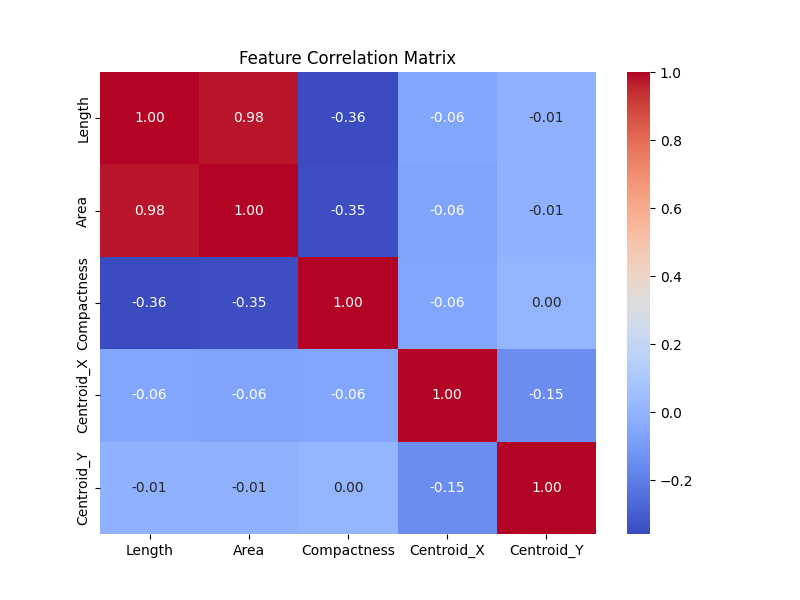 Feature Correlation Matrix
Length
1.00 0.98 -0.36 -0.06 -0.01
Area
0.98 1.00 -0.35 -0.06 -0.01
Compactness
-0.36 -0.35 1.00 -0.06 0.00
Centroid_X
-0.06 -0.06 -0.06 1.00 -0.15
Centroid_Y
-0.01 -0.01 0.00 -0.15 1.00
Length Area Compactness Centroid_X Centroid_Y
1.0
0.8
0.6
0.4
0.2
0.0
−0.2